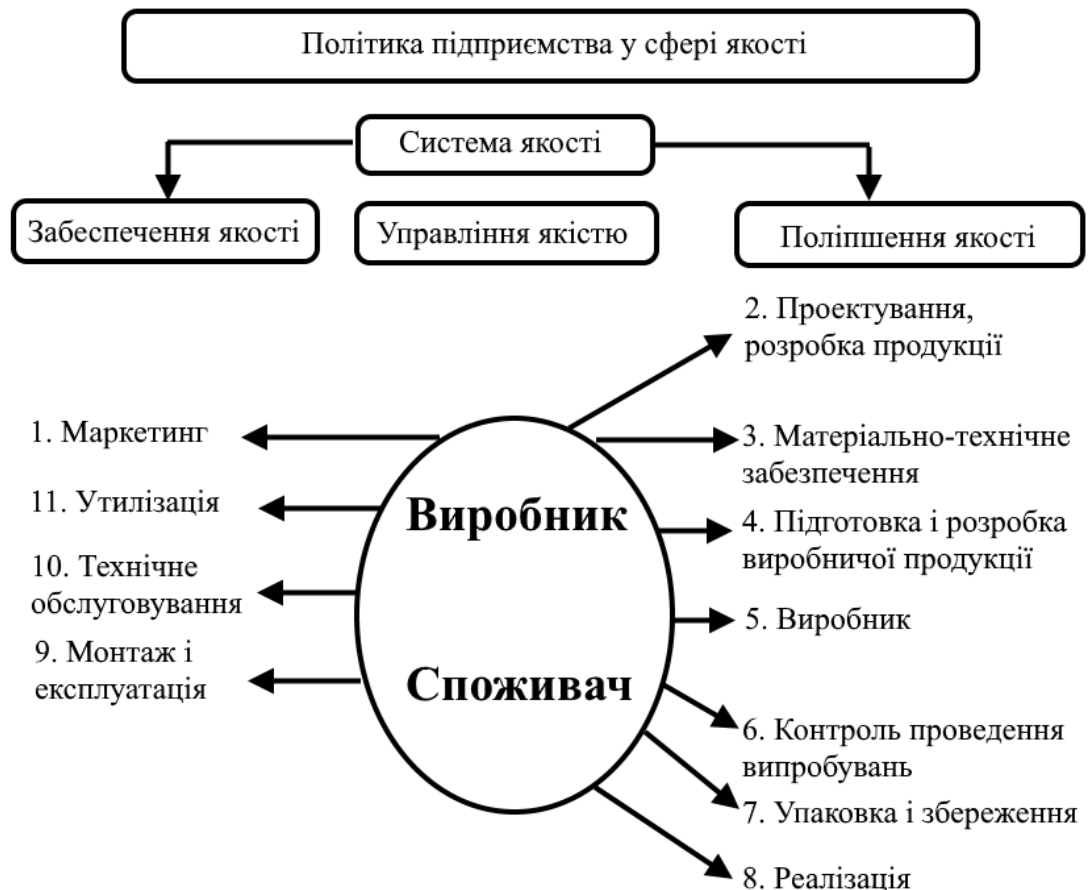 Політика підприємства у сфері якості
Система якості
Забеспечення якості
Управління якістю
Поліпшення якості
2. Проектування,
розробка продукції
1. Маркетинг
3. Матеріально-технічне
забезпечення
11. Утилізація
Виробник
4. Підготовка і розробка
виробничої продукції
10. Технічне
обслуговування
5. Виробник
9. Монтаж і
експлуатація
Споживач
6. Контроль проведення
випробувань
7. Упаковка і збереження
8. Реалізація